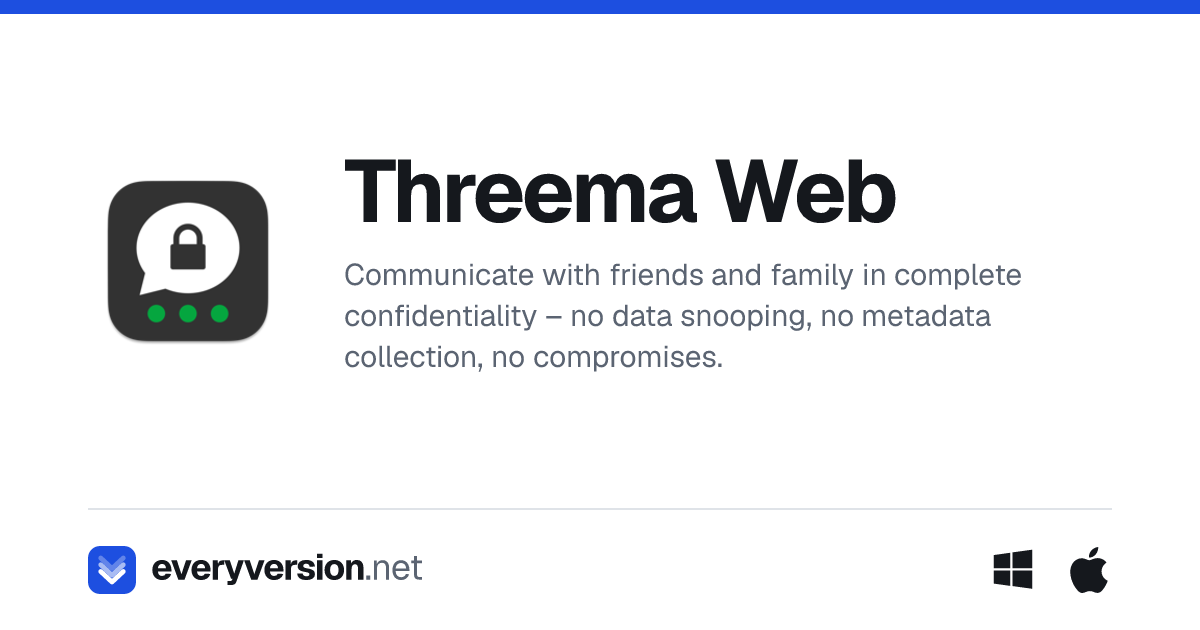 Threema Web
Communicate with friends and family in complete
confidentiality – no data snooping, no metadata
collection, no compromises.
everyversion.net